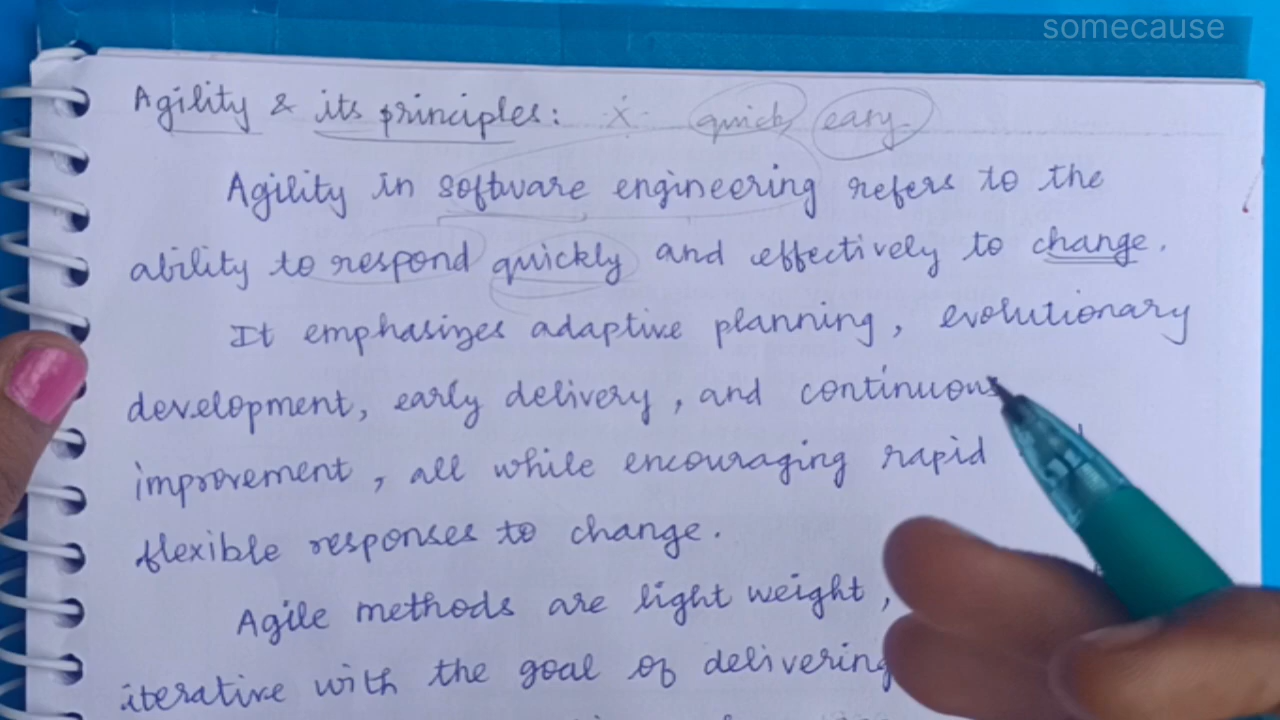 somecause
Agility & its principles: quick easy
Agility in software engineering refers to the
ability to respond quickly and effectively to change.
It emphasizes adaptive planning, evolutionary
development, early delivery, and continuous
improvement, all while encouraging rapid
flexible responses to change.
Agile methods are light weight,
iterative with the goal of delivering